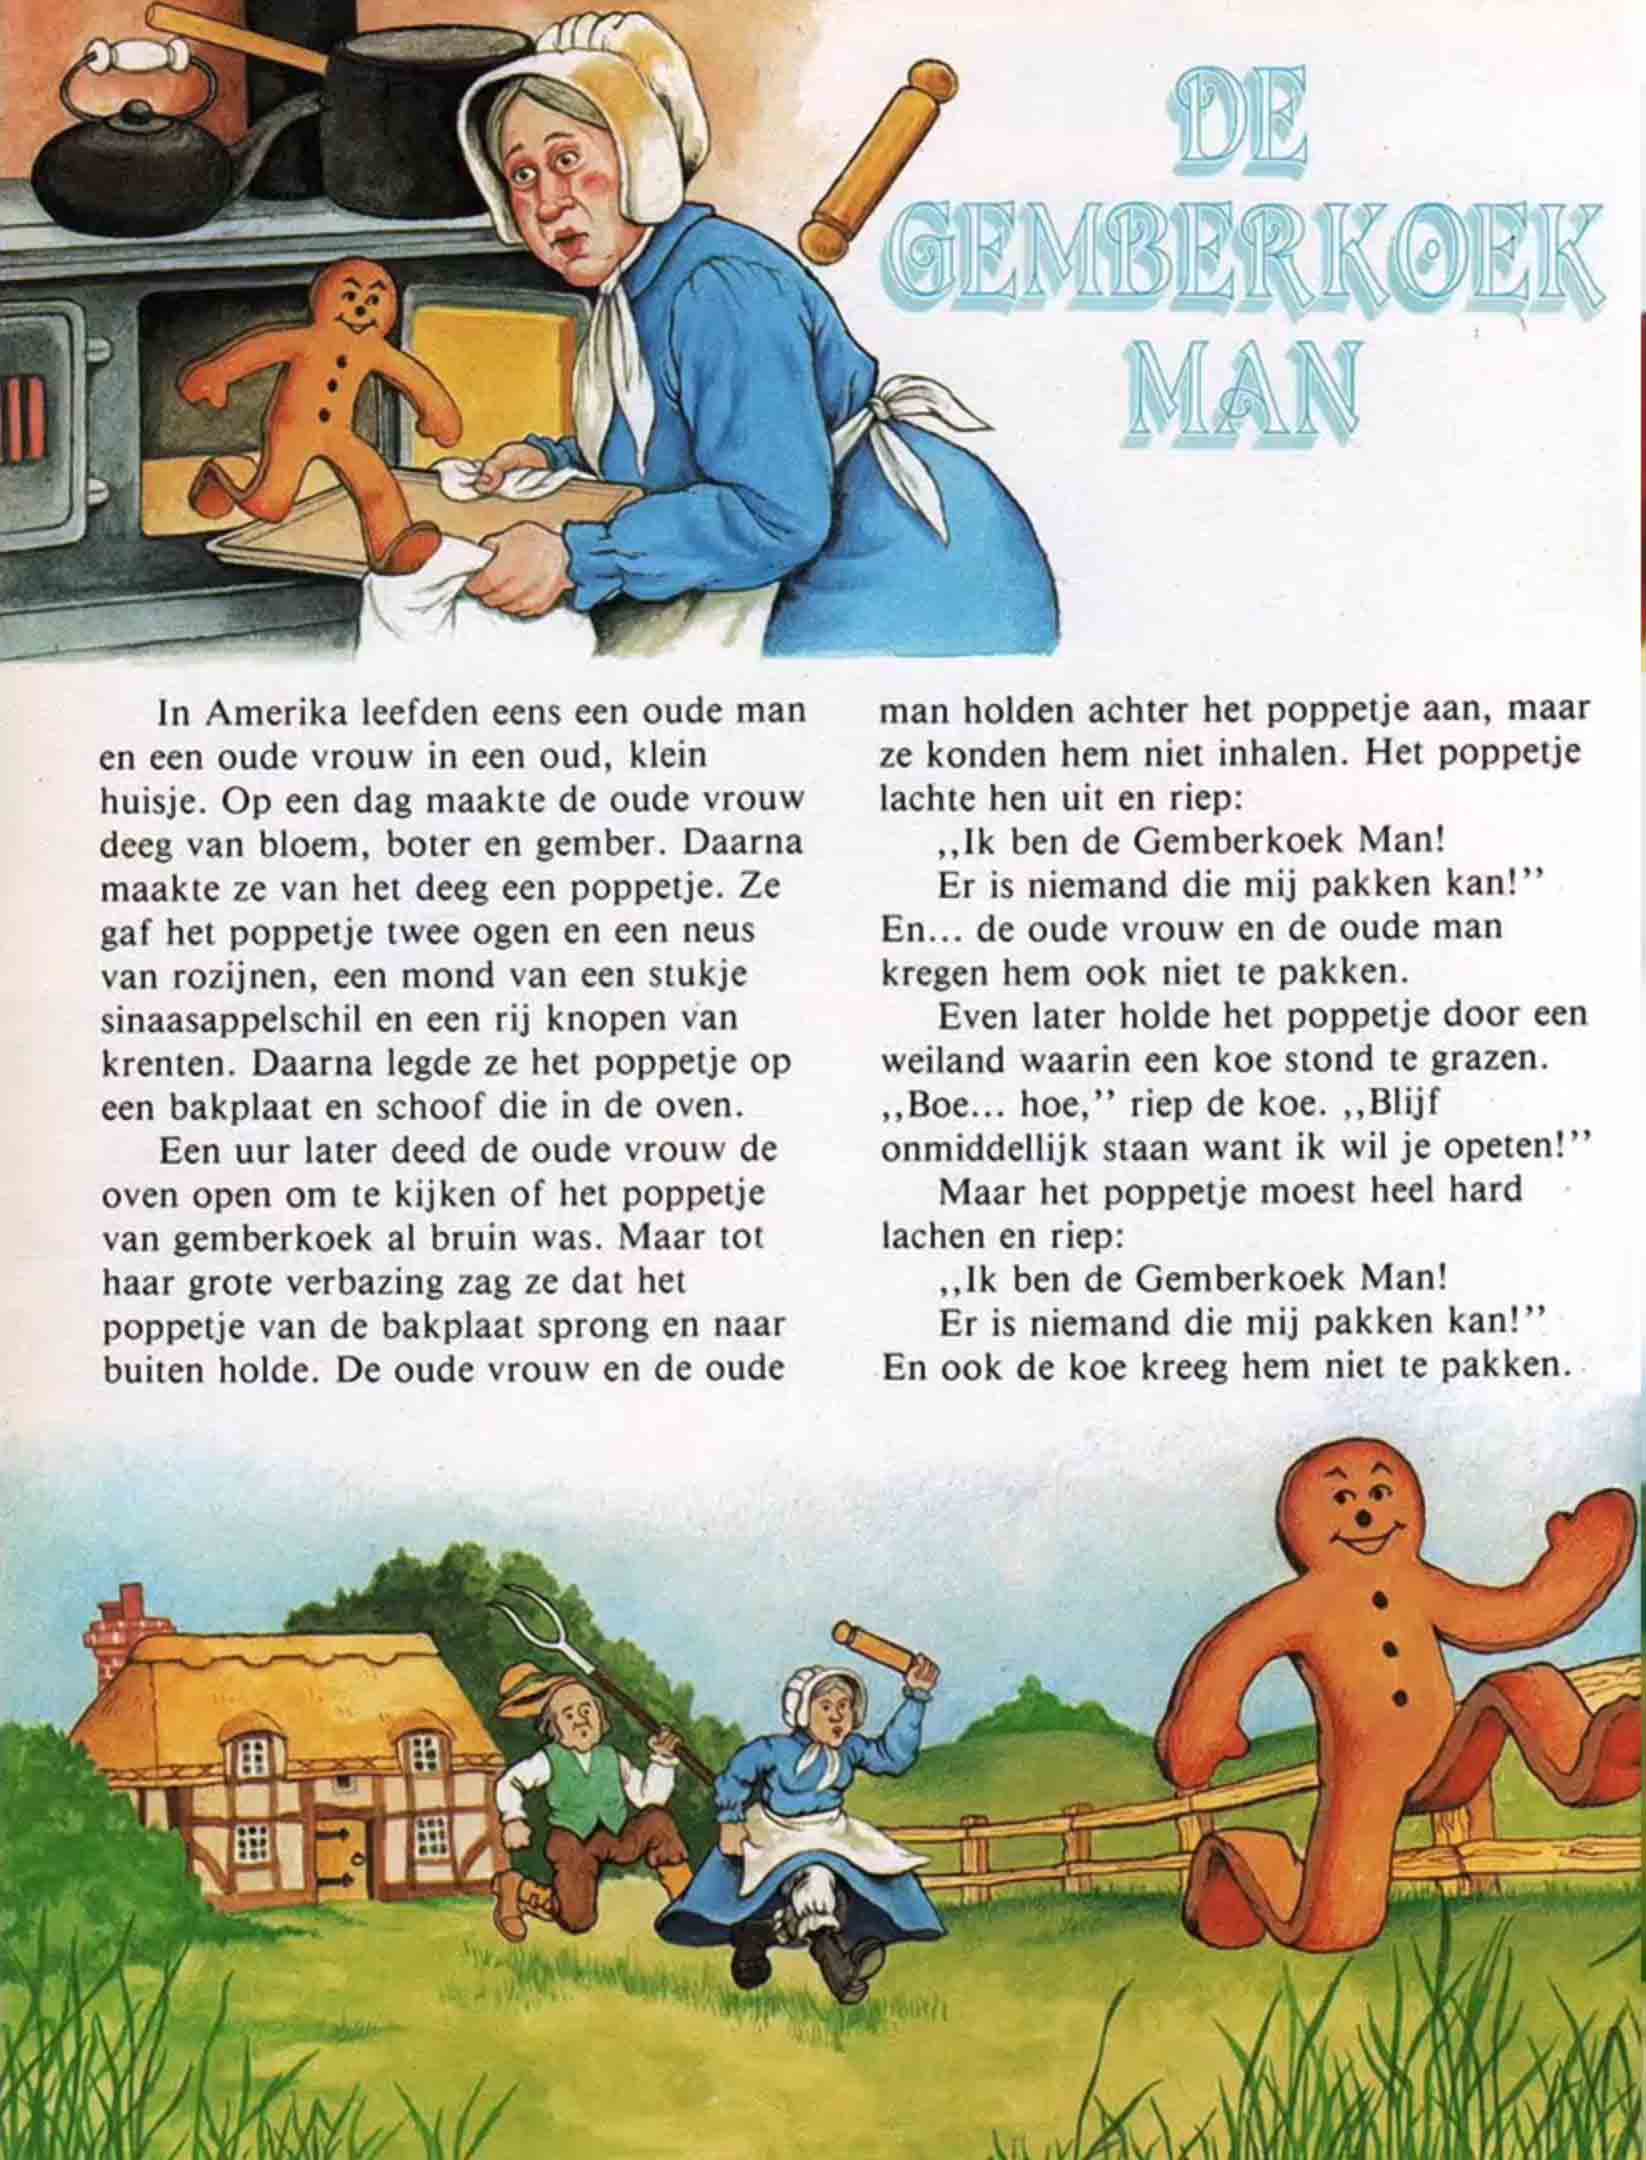 DE
GEMBERKOEK
MAN
In Amerika leefden eens een oude man
en een oude vrouw in een oud, klein
huisje. Op een dag maakte de oude vrouw
deeg van bloem, boter en gember. Daarna
maakte ze van het deeg een poppetje. Ze
gaf het poppetje twee ogen en een neus
van rozijnen, een mond van een stukje
sinaasappelschil en een rij knopen van
krenten. Daarna legde ze het poppetje op
een bakplaat en schoof die in de oven.
Een uur later deed de oude vrouw de
oven open om te kijken of het poppetje
van gemberkoek al bruin was. Maar tot
haar grote verbazing zag ze dat het
poppetje van de bakplaat sprong en naar
buiten holde. De oude vrouw en de oude
man holden achter het poppetje aan, maar
ze konden hem niet inhalen. Het poppetje
lachte hen uit en riep:
,,Ik ben de Gemberkoek Man!
Er is niemand die mij pakken kan!’’
En... de oude vrouw en de oude man
kregen hem ook niet te pakken.
Even later holde het poppetje door een
weiland waarin een koe stond te grazen.
,,Boe... hoe,’’ riep de koe. ,,Blijf
onmiddellijk staan want ik wil je opeten!’’
Maar het poppetje moest heel hard
lachen en riep:
,,Ik ben de Gemberkoek Man!
Er is niemand die mij pakken kan!’’
En ook de koe kreeg hem niet te pakken.